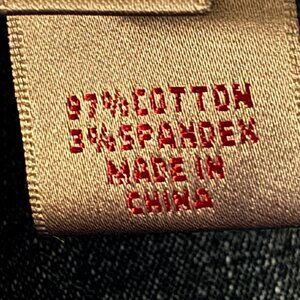 97% COTTON
3% SPANDEX
MADE IN
CHINA